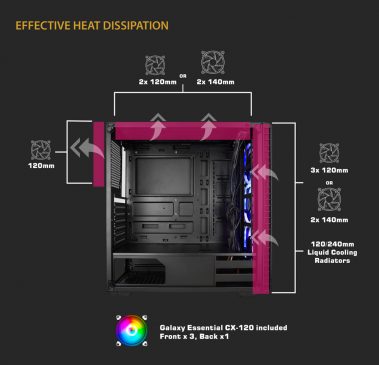 EFFECTIVE HEAT DISSIPATION
OR
2x 120mm
2x 140mm
120mm
3x 120mm
OR
2x 140mm
120/240mm
Liquid Cooling
Radiators
Galaxy Essential CX-120 included
Front x 3, Back x1